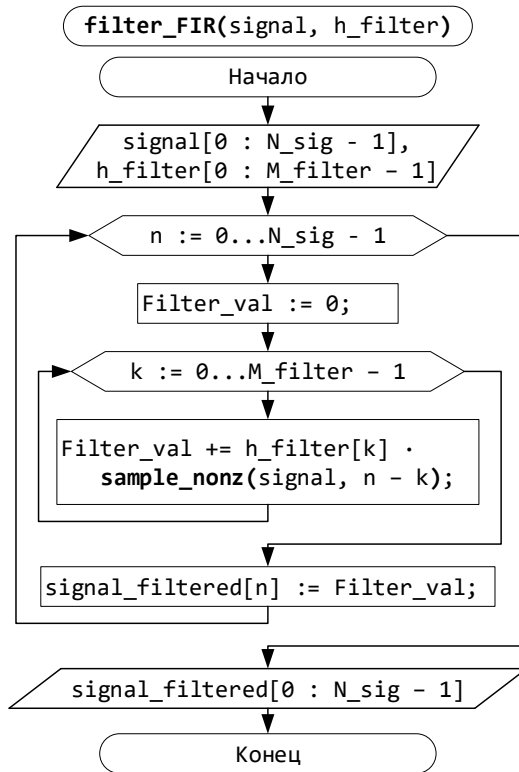 filter_FIR(signal, h_filter)
Начало
signal[0 : N_sig - 1],
h_filter[0 : M_filter – 1]
n := 0...N_sig - 1
Filter_val := 0;
k := 0...M_filter – 1
Filter_val += h_filter[k] ·
sample_nonz(signal, n – k);
signal_filtered[n] := Filter_val;
signal_filtered[0 : N_sig – 1]
Конец